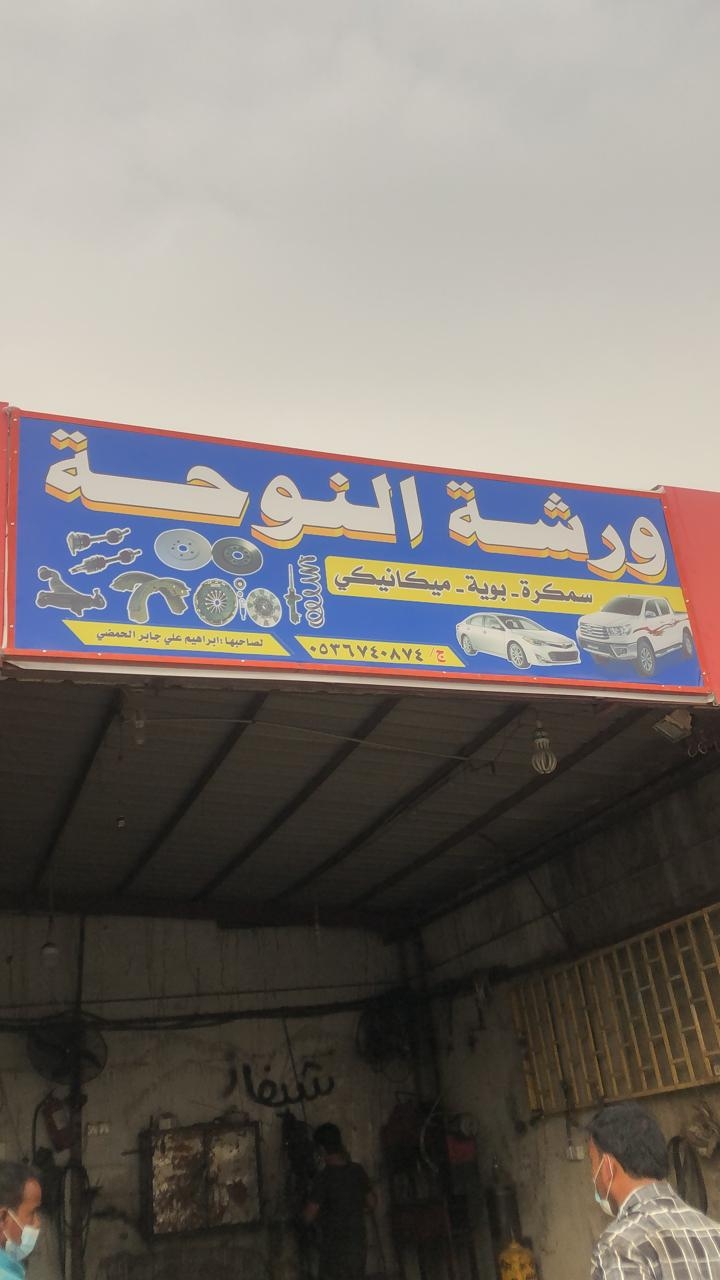 ورشة النوحة
سمكرة - بوية - ميكانيكي
ج/ ٠٥٣٦٧٤٠٨٧٤
لصاحبها : ابراهيم علي جابر الحمضي